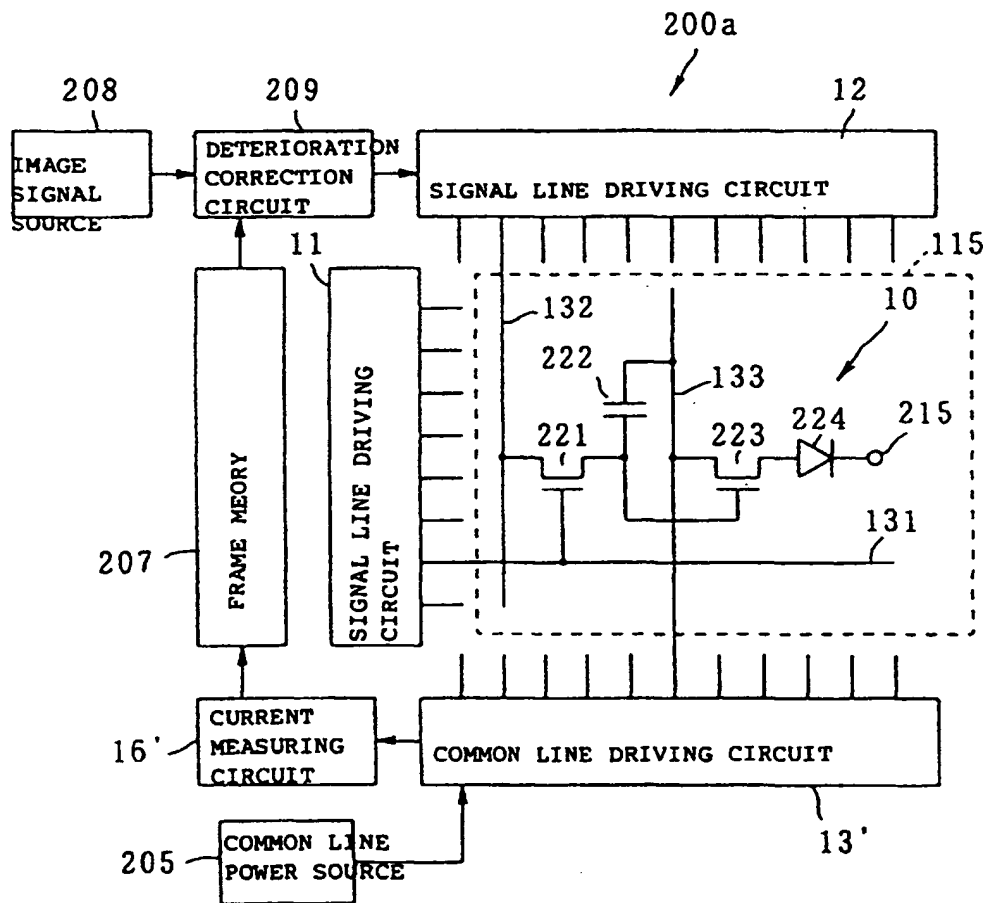 200a
208
209
12
IMAGE
SIGNAL
SOURCE
DETERIORATION
CORRECTION
CIRCUIT
SIGNAL LINE DRIVING CIRCUIT
11
115
10
132
222
133
224
215
221
223
131
207
FRAME MEORY
SIGNAL LINE DRIVING
CIRCUIT
16'
CURRENT
MEASURING
CIRCUIT
COMMON LINE DRIVING CIRCUIT
13'
205
COMMON LINE
POWER SOURCE